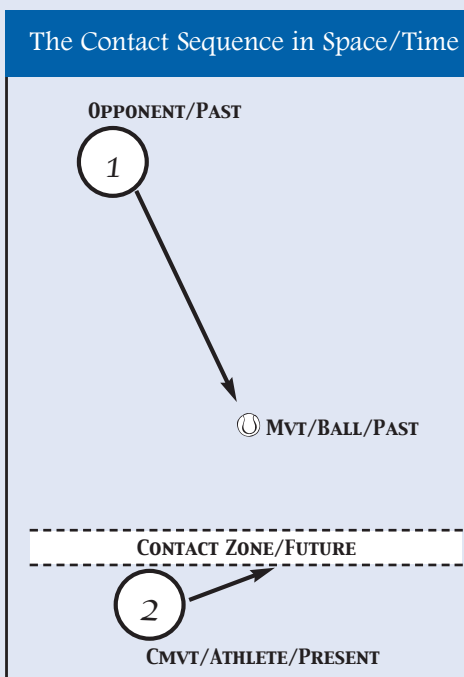 The Contact Sequence in Space/Time
Opponent/Past
1
Mvt/Ball/Past
Contact Zone/Future
2
Cmvt/Athlete/Present